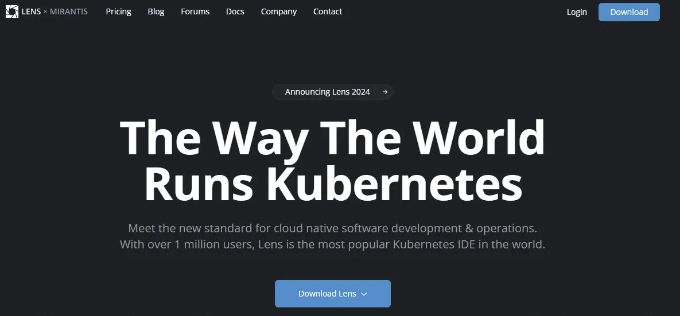 LENS × MIRANTIS Pricing Blog Forums Docs Company Contact Login Download
Announcing Lens 2024 →
The Way The World
Runs Kubernetes
Meet the new standard for cloud native software development & operations.
With over 1 million users, Lens is the most popular Kubernetes IDE in the world.
Download Lens